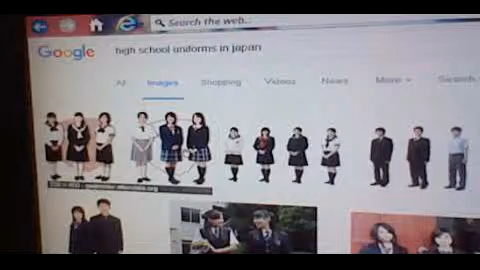 Search the web...
Google
high school uniforms in japan
All Images Shopping Videos News More Search